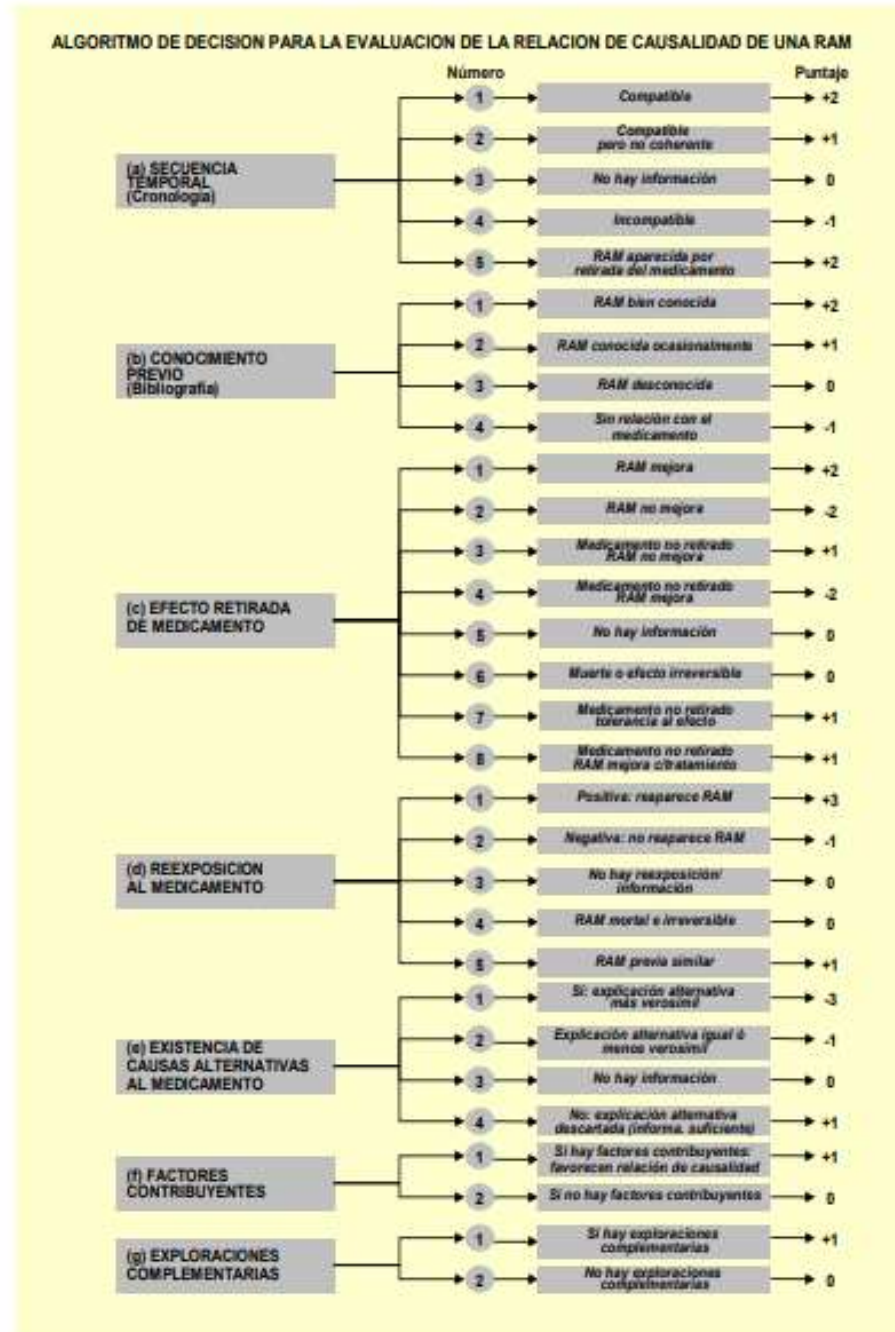 ALGORITMO DE DECISION PARA LA EVALUACION DE LA RELACION DE CAUSALIDAD DE UNA RAM
Número Puntaje
1 Compatible +2
2 Compatible
pero no coherente +1
(a) SECUENCIA
TEMPORAL
(Cronología)
3 No hay información 0
4 Incompatible -1
5 RAM aparecida por
retirada del medicamento +2
1 RAM bien conocida +2
2 RAM conocida ocasionalmente +1
(b) CONOCIMIENTO
PREVIO
(Bibliografía)
3 RAM desconocida 0
4 Sin relación con el
medicamento -1
1 RAM mejora +2
2 RAM no mejora -2
3 Medicamento no retirado
RAM no mejora +1
4 Medicamento no retirado
RAM mejora -2
(c) EFECTO RETIRADA
DE MEDICAMENTO
5 No hay información 0
6 Muerte o efecto irreversible 0
7 Medicamento no retirado
tolerancia al efecto +1
8 Medicamento no retirado
RAM mejora c/tratamiento +1
1 Positiva: reaparece RAM +3
2 Negativa: no reaparece RAM -1
(d) REEXPOSICION
AL MEDICAMENTO
3 No hay reexposición/
información 0
4 RAM mortal e irreversible 0
5 RAM previa similar +1
1 Sí: explicación alternativa
más verosímil -3
2 Explicación alternativa igual ó
menos verosímil -1
(e) EXISTENCIA DE
CAUSAS ALTERNATIVAS
AL MEDICAMENTO
3 No hay información 0
4 No: explicación alternativa
descartada (informa. suficiente) +1
1 Si hay factores contribuyentes:
favorecen relación de causalidad +1
(f) FACTORES
CONTRIBUYENTES
2 Si no hay factores contribuyentes 0
1 Si hay exploraciones
complementarias +1
(g) EXPLORACIONES
COMPLEMENTARIAS
2 No hay exploraciones
complementarias 0